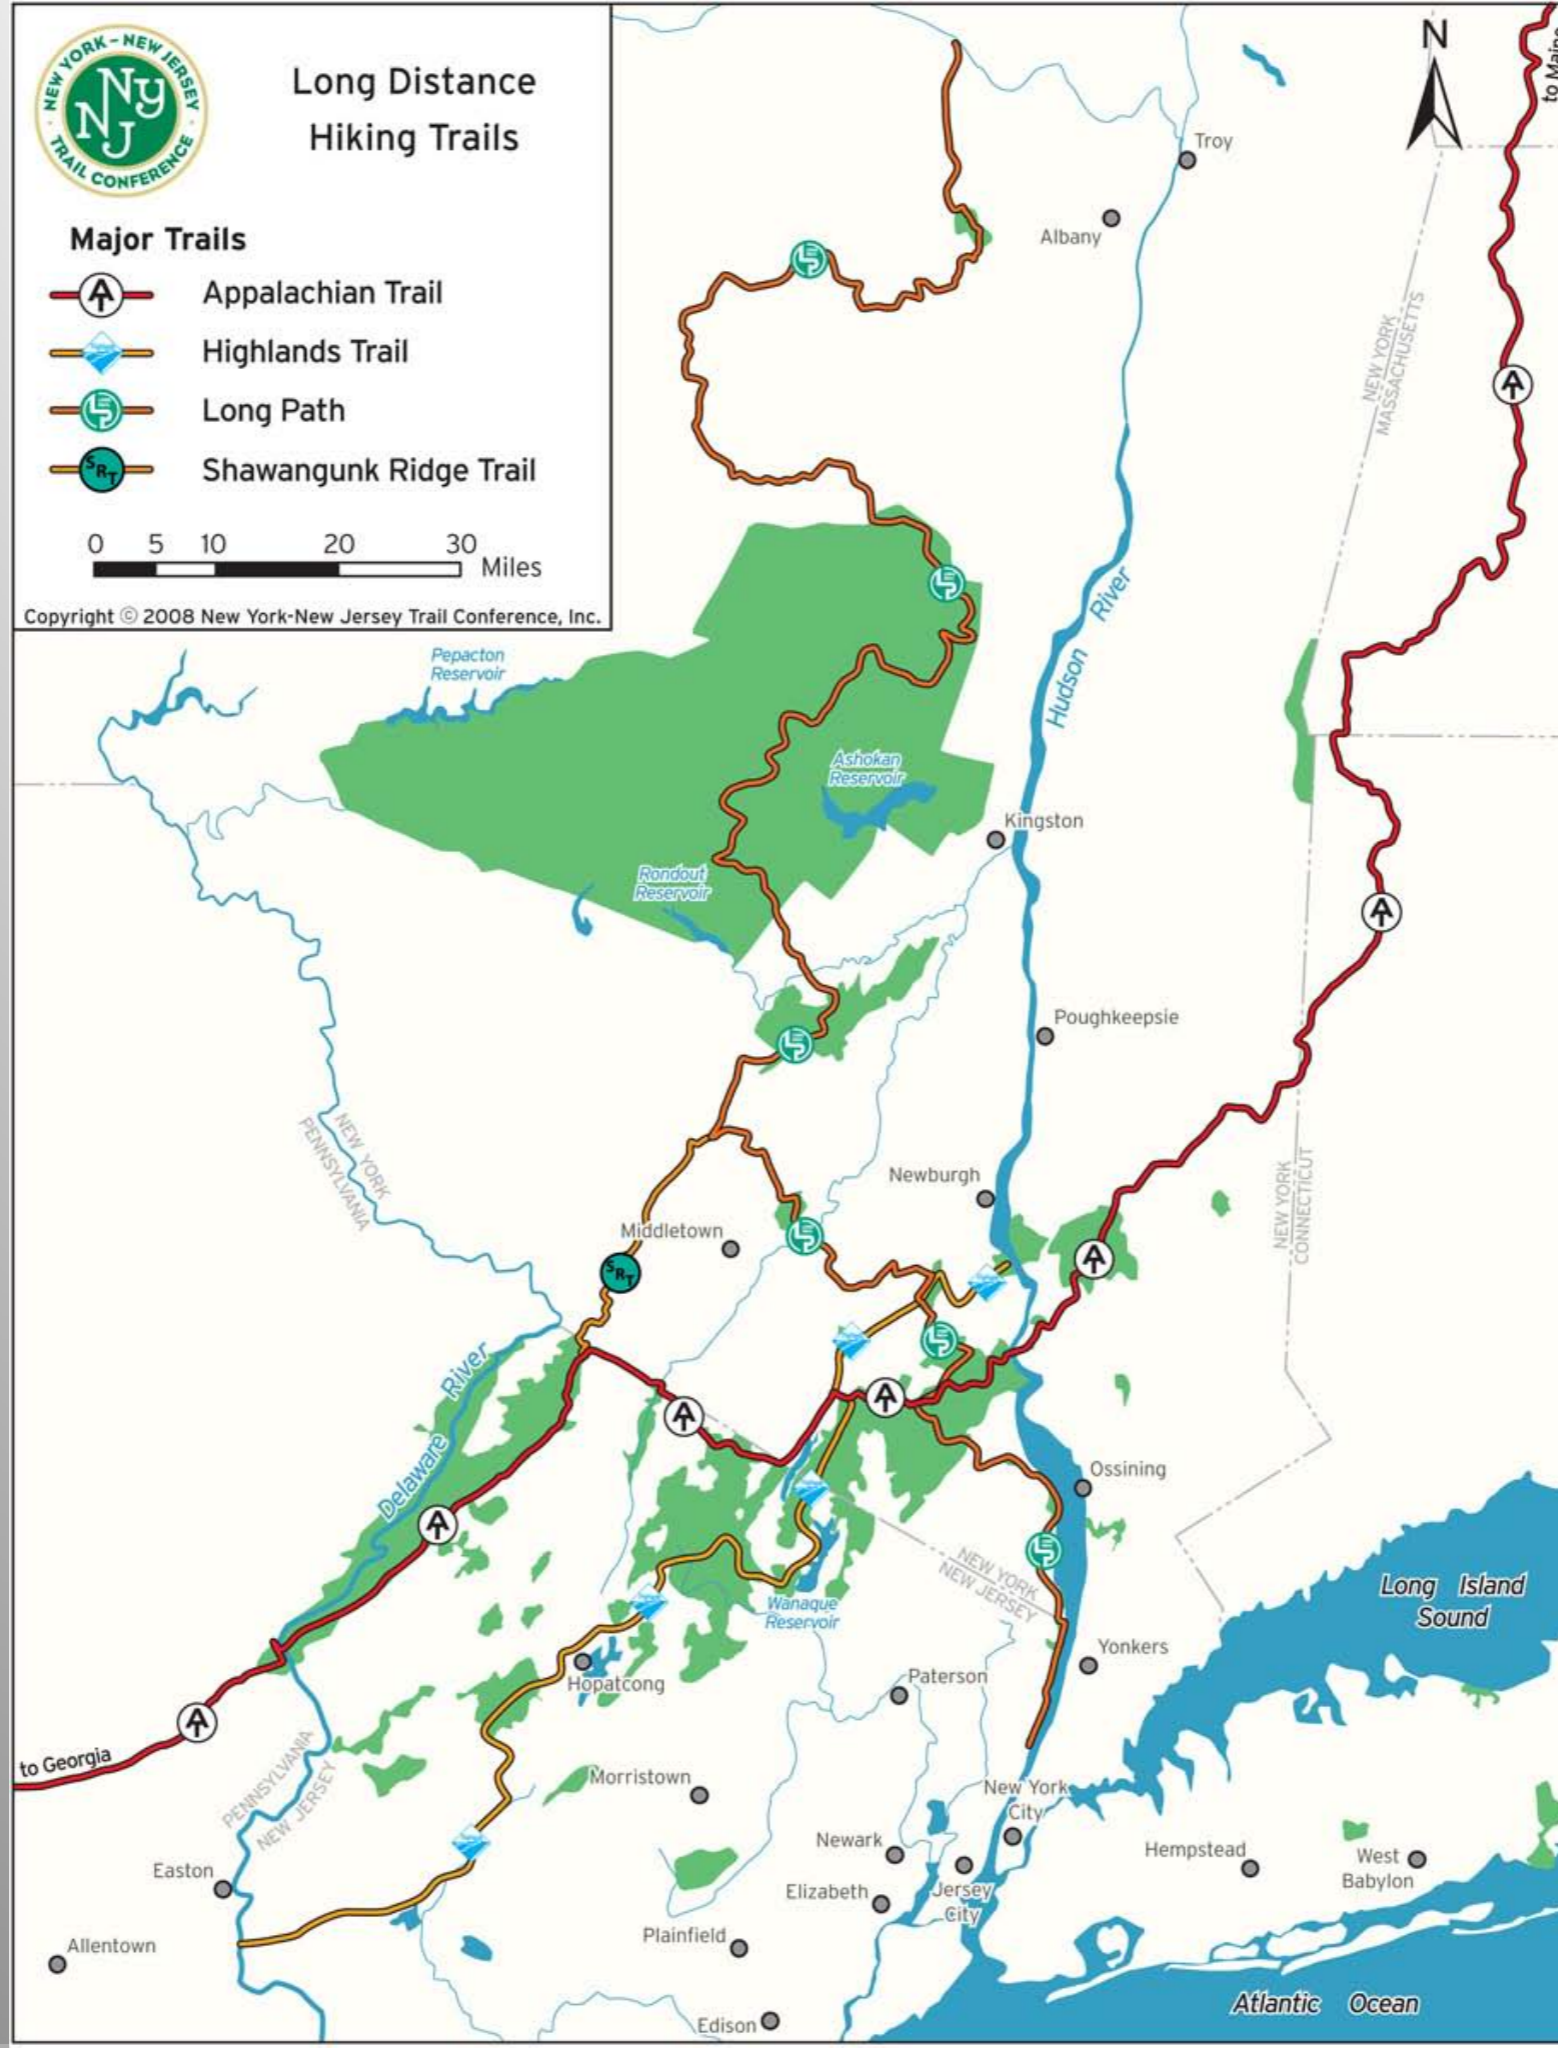 NEW YORK - NEW JERSEY
NY
NJ
TRAIL CONFERENCE
Long Distance
Hiking Trails
Major Trails
Appalachian Trail
Highlands Trail
LP
Long Path
SRT
Shawangunk Ridge Trail
0 5 10 20 30
Miles
Copyright © 2008 New York-New Jersey Trail Conference, Inc.
N
to Maine
Troy
Albany
NEW YORK
MASSACHUSETTS
Hudson River
Pepacton
Reservoir
Ashokan
Reservoir
Kingston
Rondout
Reservoir
Poughkeepsie
NEW YORK
PENNSYLVANIA
NEW YORK
CONNECTICUT
Newburgh
Middletown
SRT
Delaware River
Ossining
NEW YORK
NEW JERSEY
Long Island
Sound
Wanaque
Reservoir
Yonkers
Hopatcong
Paterson
to Georgia
PENNSYLVANIA
NEW JERSEY
Morristown
New York
City
Newark
Hempstead
West
Babylon
Easton
Elizabeth
Jersey
City
Plainfield
Allentown
Atlantic Ocean
Edison